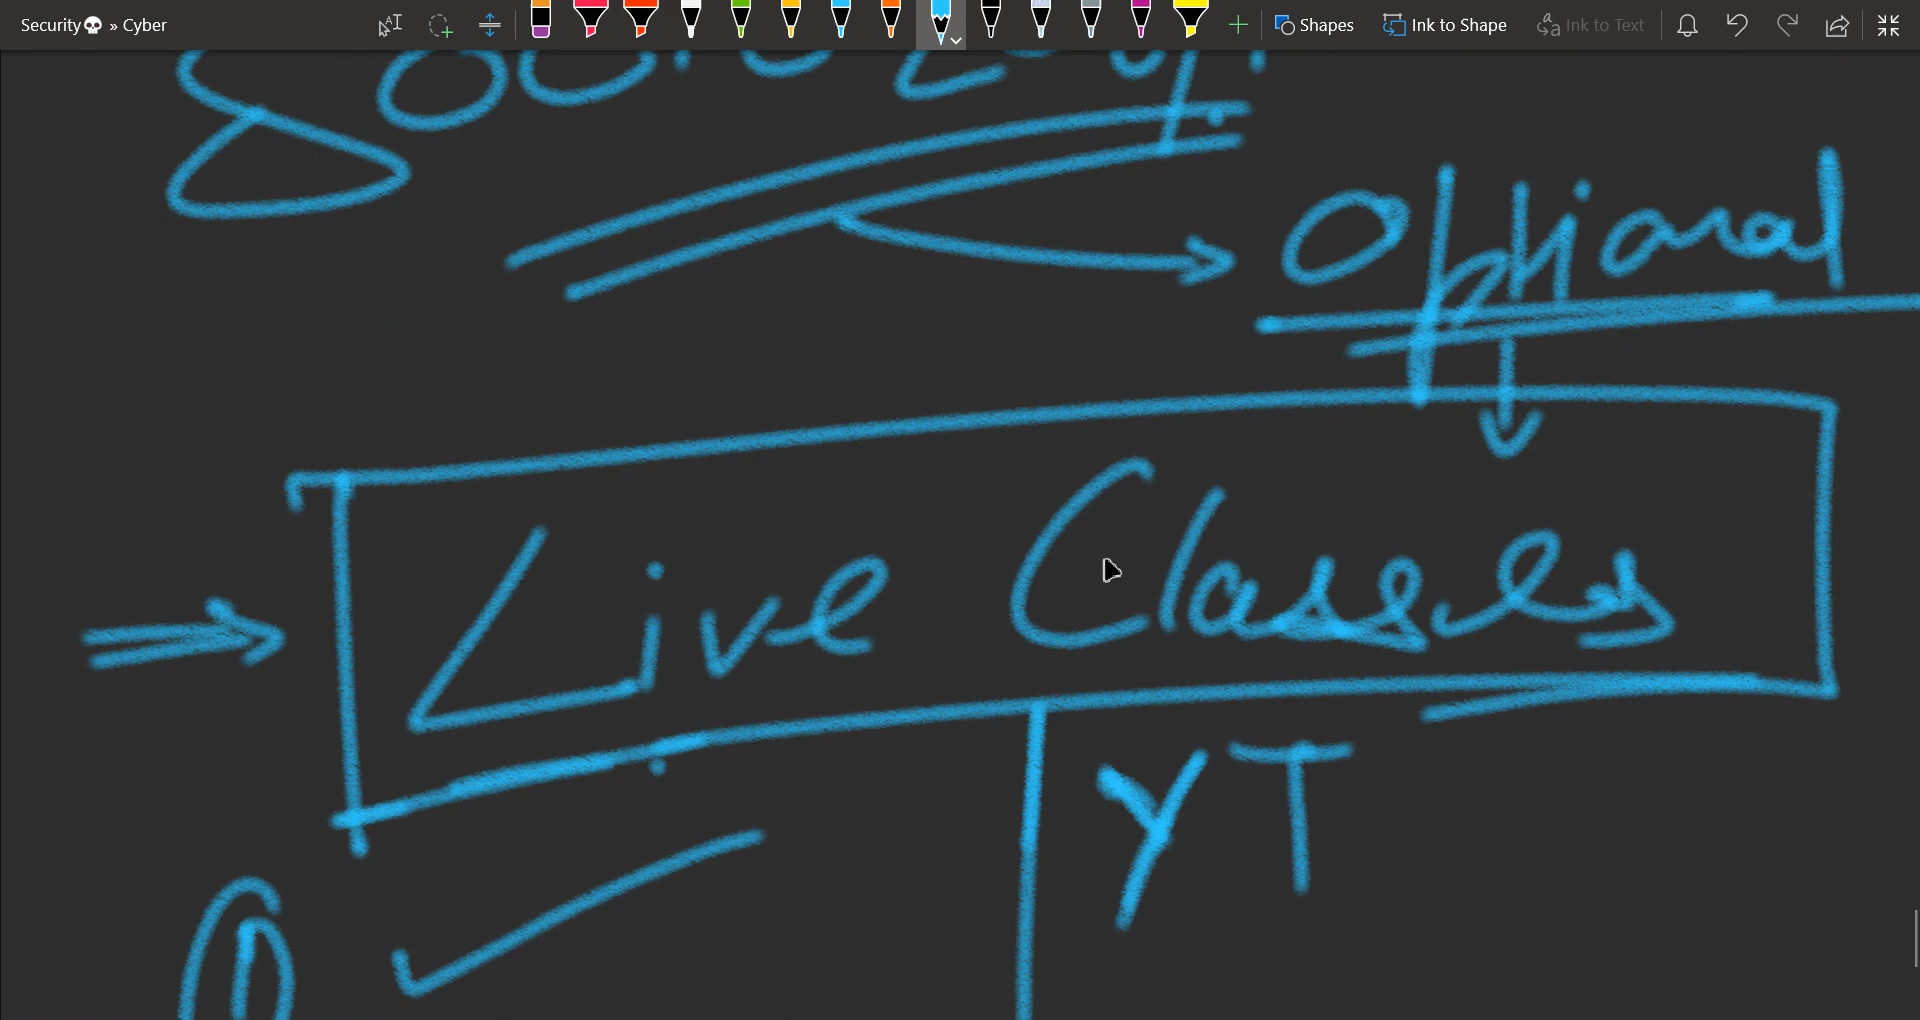 Security💀 » Cyber
Shapes
Ink to Shape
Ink to Text
Optional
Live Classes
YT